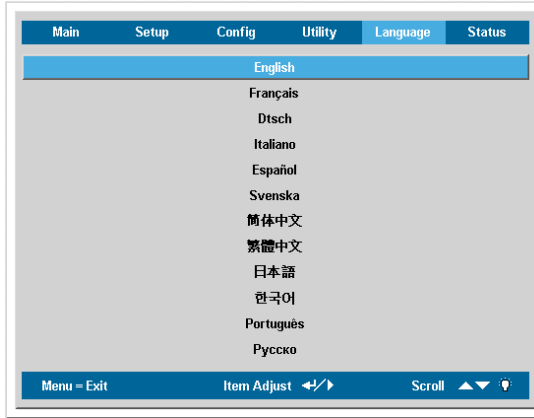 Main Setup Config Utility Language Status
English
Français
Dtsch
Italiano
Español
Svenska
简体中文
繁體中文
日本語
한국어
Português
Русско
Menu = Exit Item Adjust Scroll